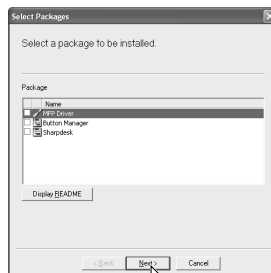 Select Packages
Select a package to be installed.
Package
Name
MFP Driver
Button Manager
Sharpdesk
Display README
< Back Next > Cancel